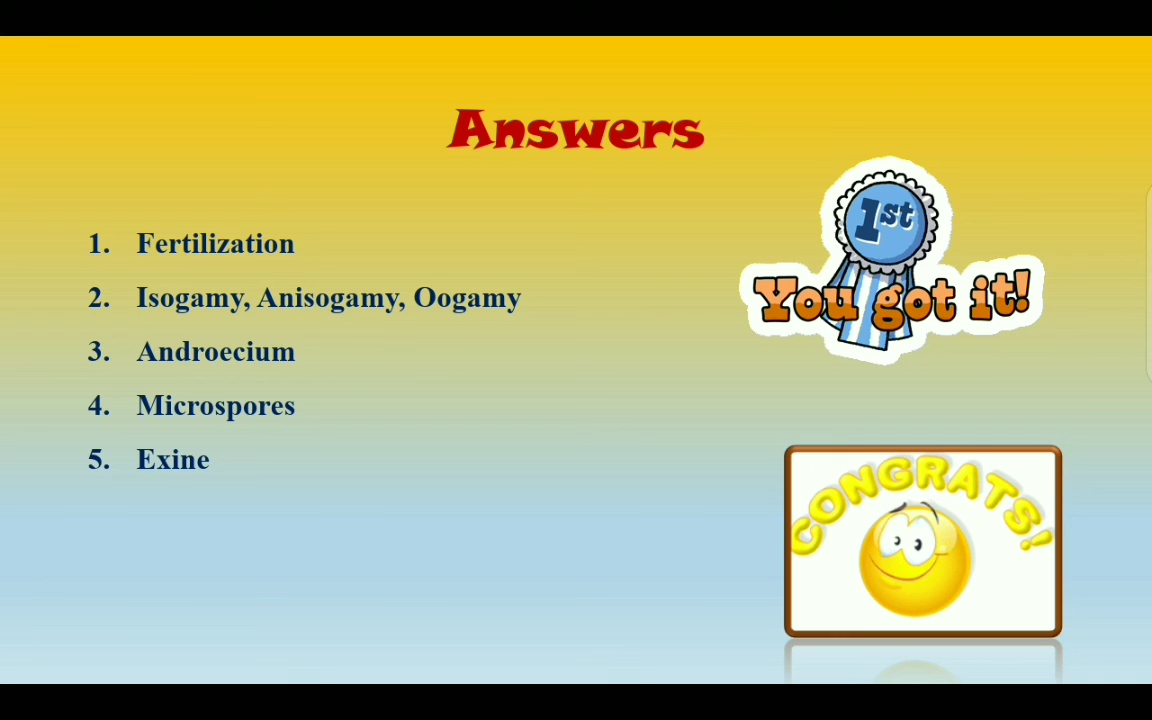 Answers
1. Fertilization
2. Isogamy, Anisogamy, Oogamy
3. Androecium
4. Microspores
5. Exine
1st
You got it!
CONGRATS!